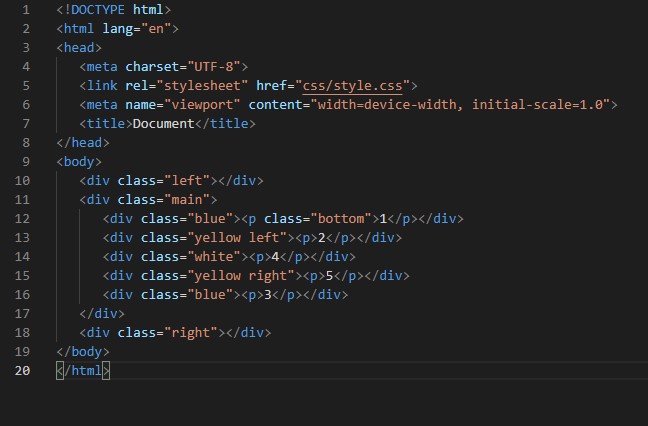 1 <!DOCTYPE html>
2 <html lang="en">
3 <head>
4     <meta charset="UTF-8">
5     <link rel="stylesheet" href="css/style.css">
6     <meta name="viewport" content="width=device-width, initial-scale=1.0">
7     <title>Document</title>
8 </head>
9 <body>
10     <div class="left"></div>
11     <div class="main">
12         <div class="blue"><p class="bottom">1</p></div>
13         <div class="yellow left"><p>2</p></div>
14         <div class="white"><p>4</p></div>
15         <div class="yellow right"><p>5</p></div>
16         <div class="blue"><p>3</p></div>
17     </div>
18     <div class="right"></div>
19 </body>
20 </html>